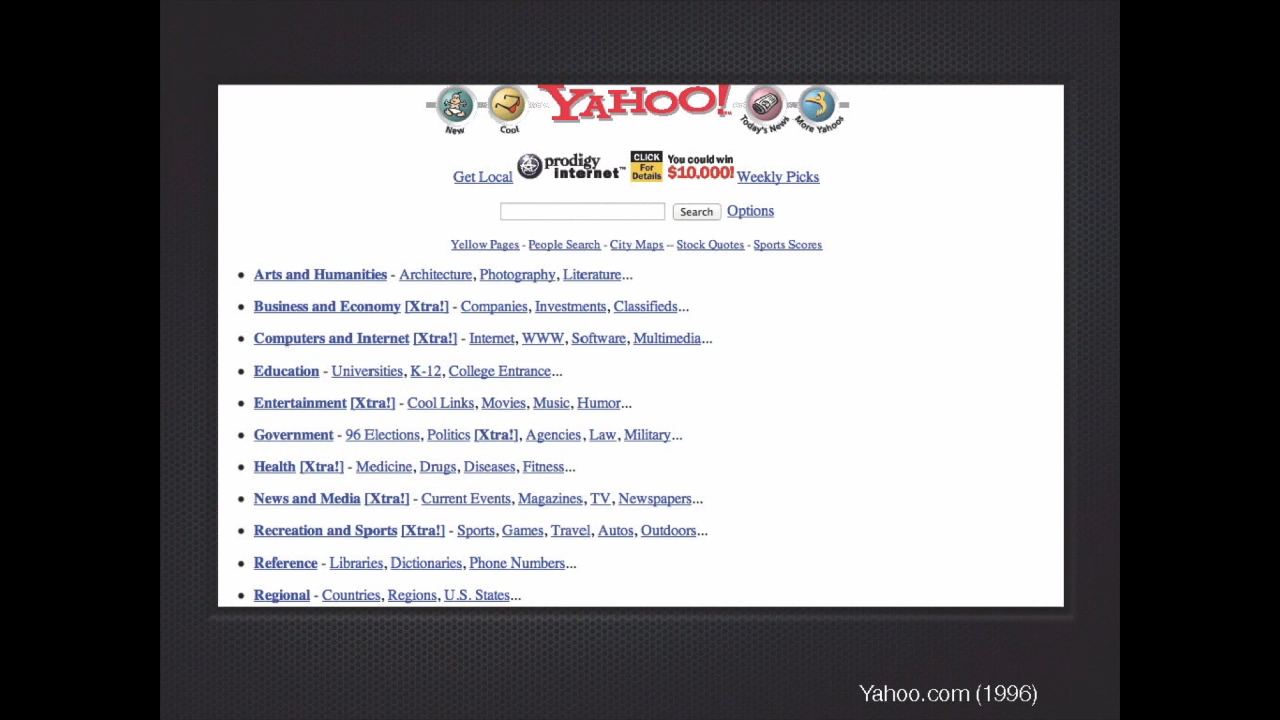 YAHOO!
New Cool Today's News More Yahoos
Get Local prodigy internet™ CLICK For Details You could win $10,000! Weekly Picks
Search Options
Yellow Pages - People Search - City Maps -- Stock Quotes - Sports Scores
• Arts and Humanities - Architecture, Photography, Literature...
• Business and Economy [Xtra!] - Companies, Investments, Classifieds...
• Computers and Internet [Xtra!] - Internet, WWW, Software, Multimedia...
• Education - Universities, K-12, College Entrance...
• Entertainment [Xtra!] - Cool Links, Movies, Music, Humor...
• Government - 96 Elections, Politics [Xtra!], Agencies, Law, Military...
• Health [Xtra!] - Medicine, Drugs, Diseases, Fitness...
• News and Media [Xtra!] - Current Events, Magazines, TV, Newspapers...
• Recreation and Sports [Xtra!] - Sports, Games, Travel, Autos, Outdoors...
• Reference - Libraries, Dictionaries, Phone Numbers...
• Regional - Countries, Regions, U.S. States...
Yahoo.com (1996)